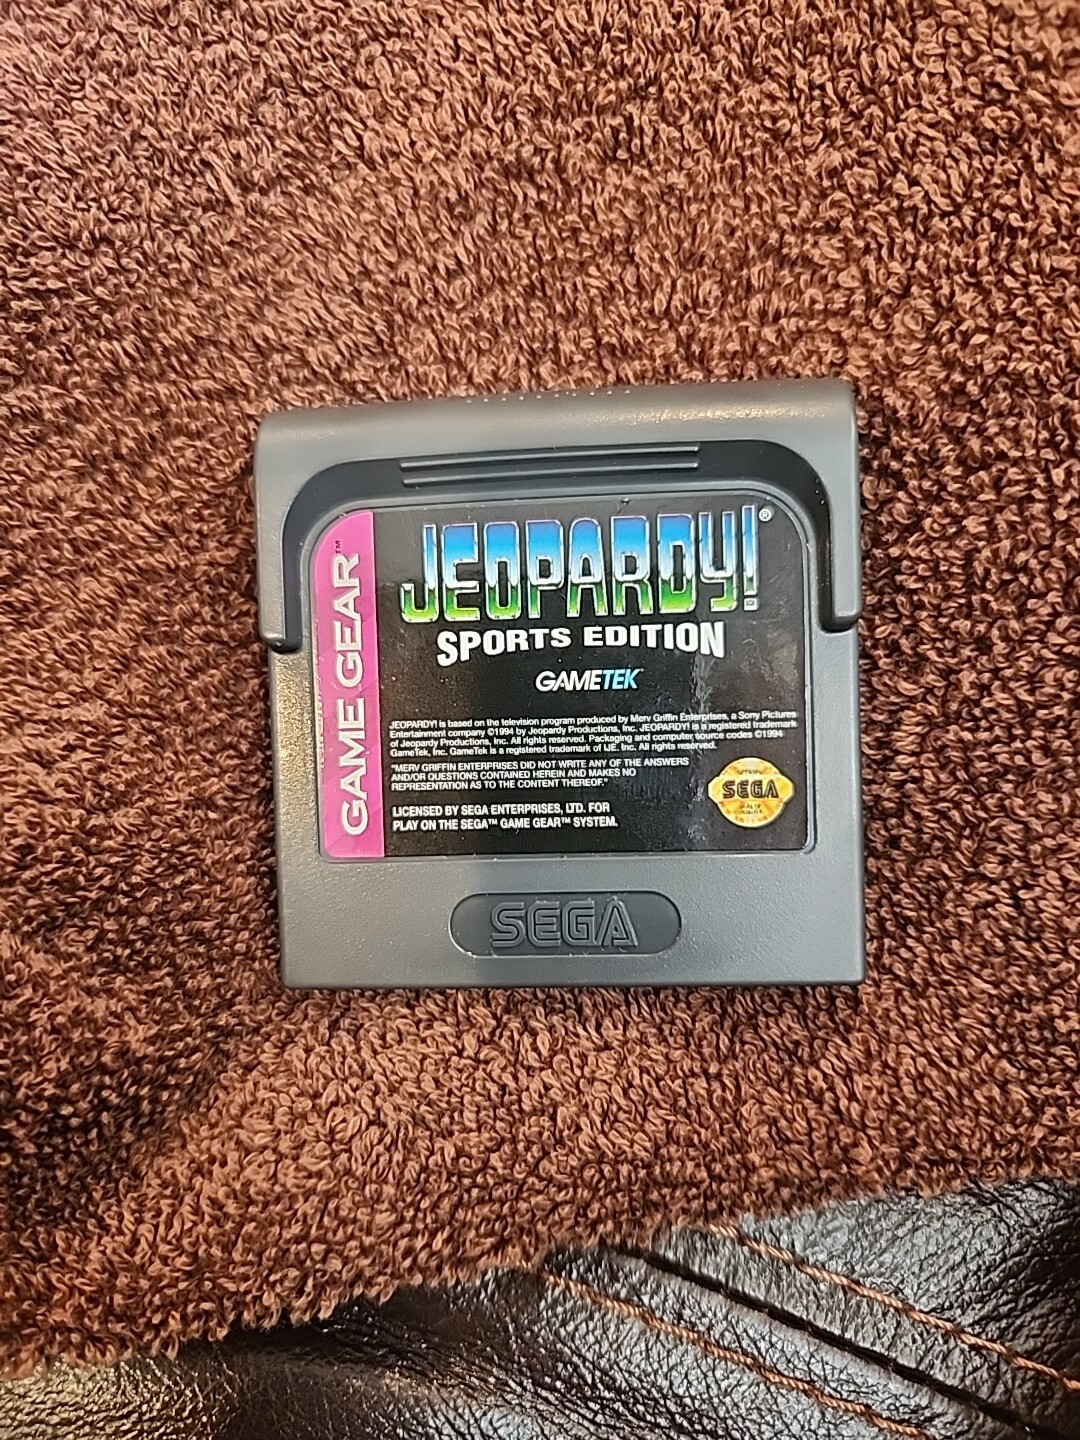 GAME GEAR™
JEOPARDY!®
SPORTS EDITION
GAMETEK
JEOPARDY! is based on the television program produced by Merv Griffin Enterprises, a Sony Pictures
Entertainment company ©1994 by Jeopardy Productions, Inc. JEOPARDY! is a registered trademark
of Jeopardy Productions, Inc. All rights reserved. Packaging and computer source codes ©1994
GameTek, Inc. GameTek is a registered trademark of IJE, Inc. All rights reserved.
"MERV GRIFFIN ENTERPRISES DID NOT WRITE ANY OF THE ANSWERS
AND/OR QUESTIONS CONTAINED HEREIN AND MAKES NO
REPRESENTATION AS TO THE CONTENT THEREOF."
LICENSED BY SEGA ENTERPRISES, LTD. FOR
PLAY ON THE SEGA™ GAME GEAR™ SYSTEM.
SEGA
SEGA